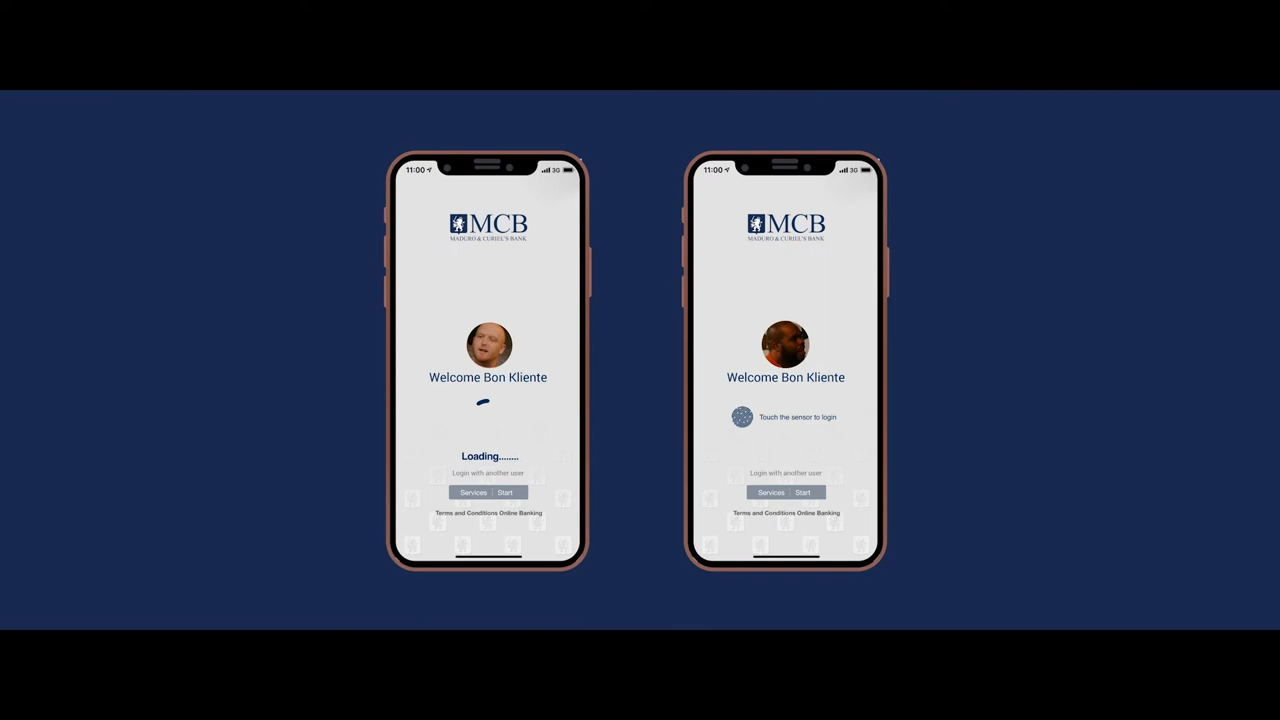 11:00
3G
MCB
MADURO & CURIEL'S BANK
Welcome Bon Kliente
Loading........
Login with another user
Services | Start
Terms and Conditions Online Banking
11:00
3G
MCB
MADURO & CURIEL'S BANK
Welcome Bon Kliente
Touch the sensor to login
Login with another user
Services | Start
Terms and Conditions Online Banking